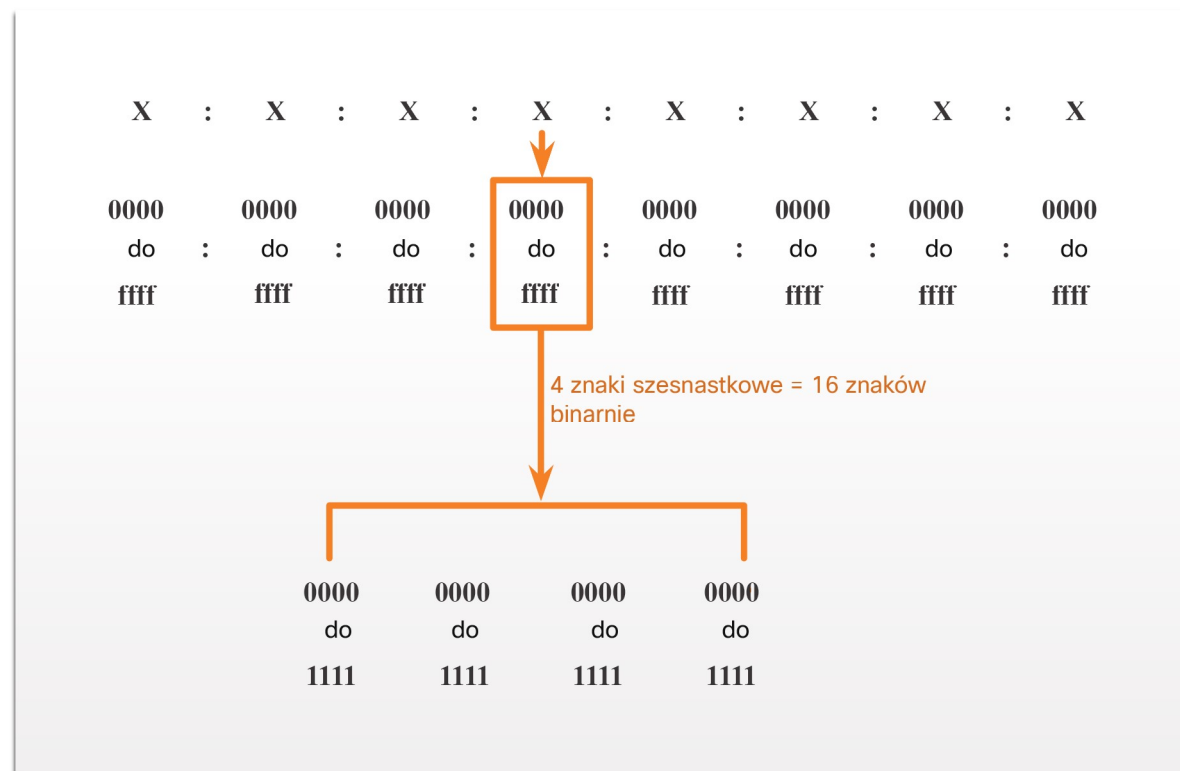 X : X : X : X : X : X : X : X
0000 0000 0000 0000 0000 0000 0000 0000
do : do : do : do : do : do : do : do
ffff ffff ffff ffff ffff ffff ffff ffff
4 znaki szesnastkowe = 16 znaków
binarnie
0000 0000 0000 0000
do do do do
1111 1111 1111 1111